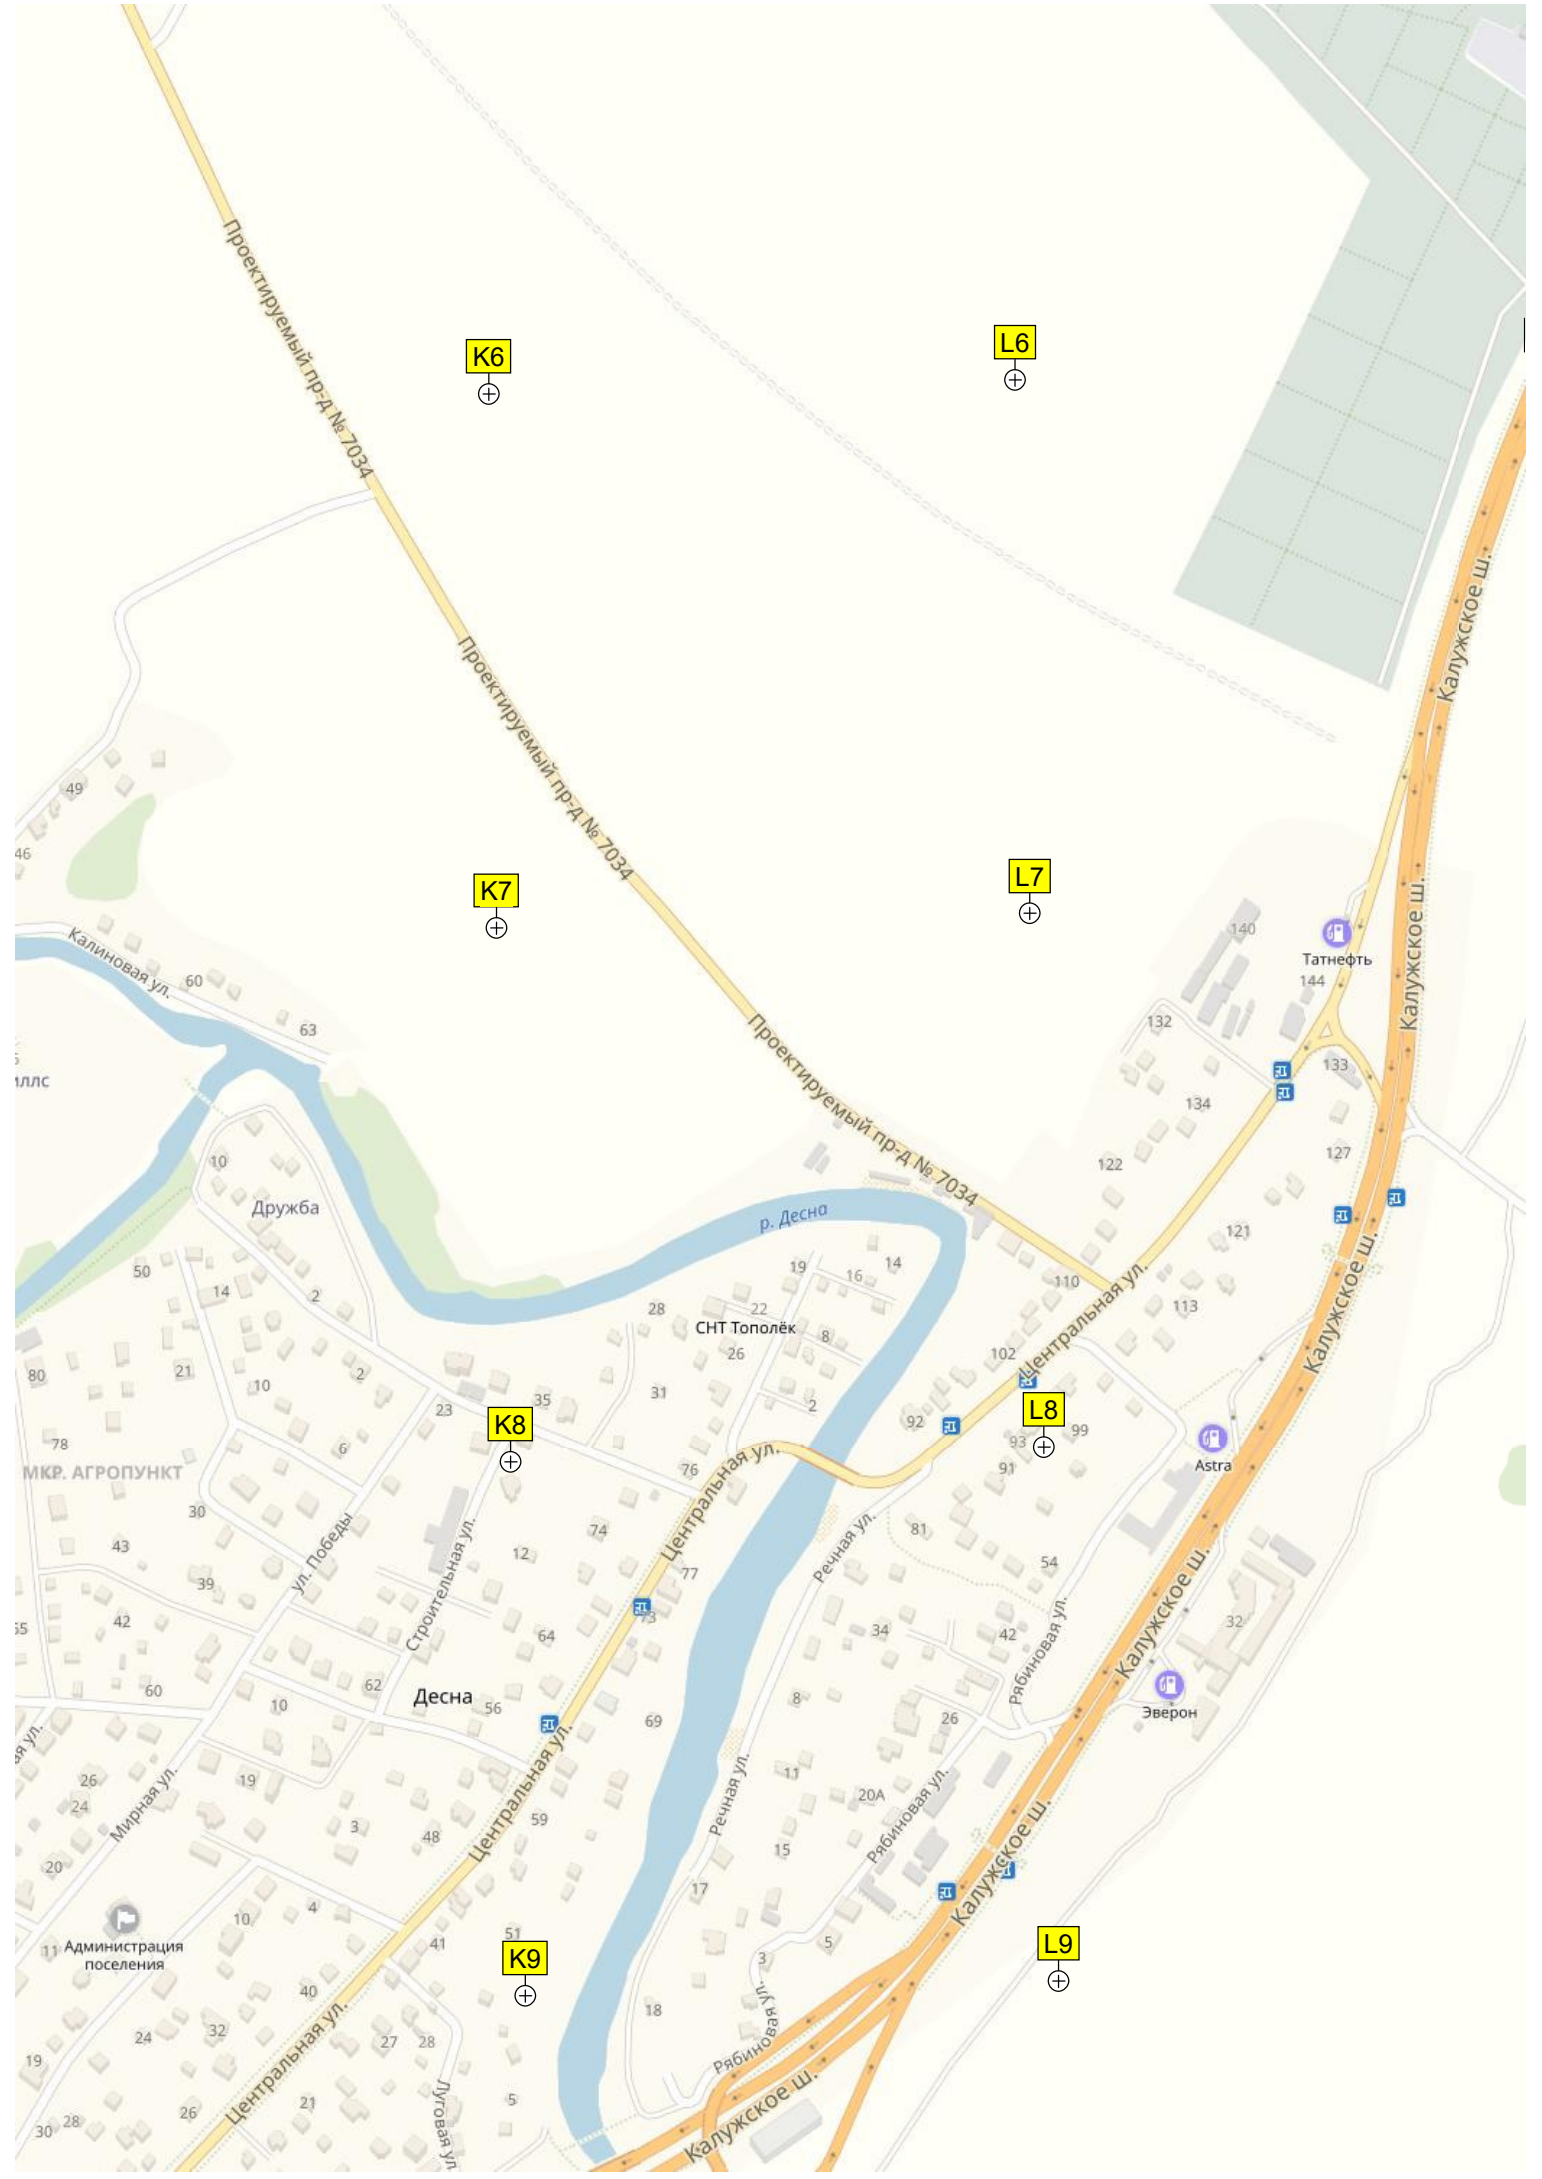 Проектируемый пр-д № 7034
K6
L6
Калужское ш.
Проектируемый пр-д № 7034
49
46
K7
L7
Калужское ш.
140
Татнефть
144
Калиновая ул.
60
63
132
133
Проектируемый пр-д № 7034
134
127
122
10
Дружба
р. Десна
121
50
14
2
19
16
14
110
113
Центральная ул.
Калужское ш.
28
22
СНТ Тополёк
8
26
102
80
21
10
2
31
35
2
23
K8
92
L8
99
93
78
МКР. АГРОПУНКТ
6
76
Центральная ул.
91
Astra
30
ул. Победы
74
81
Речная ул.
43
12
54
39
Строительная ул.
77
Калужское ш.
42
55
73
64
34
42
Рябиновая ул.
32
60
62
10
Десна
56
69
8
26
Эверон
ая ул.
26
24
19
Мирная ул.
11
20А
Речная ул.
Рябиновая ул.
Центральная ул.
59
3
48
15
20
17
Калужское ш.
4
10
51
11
Администрация
поселения
41
5
3
K9
L9
40
18
Рябиновая ул.
24
32
27
28
19
Центральная ул.
21
5
26
28
30
Луговая ул
Калужское ш.